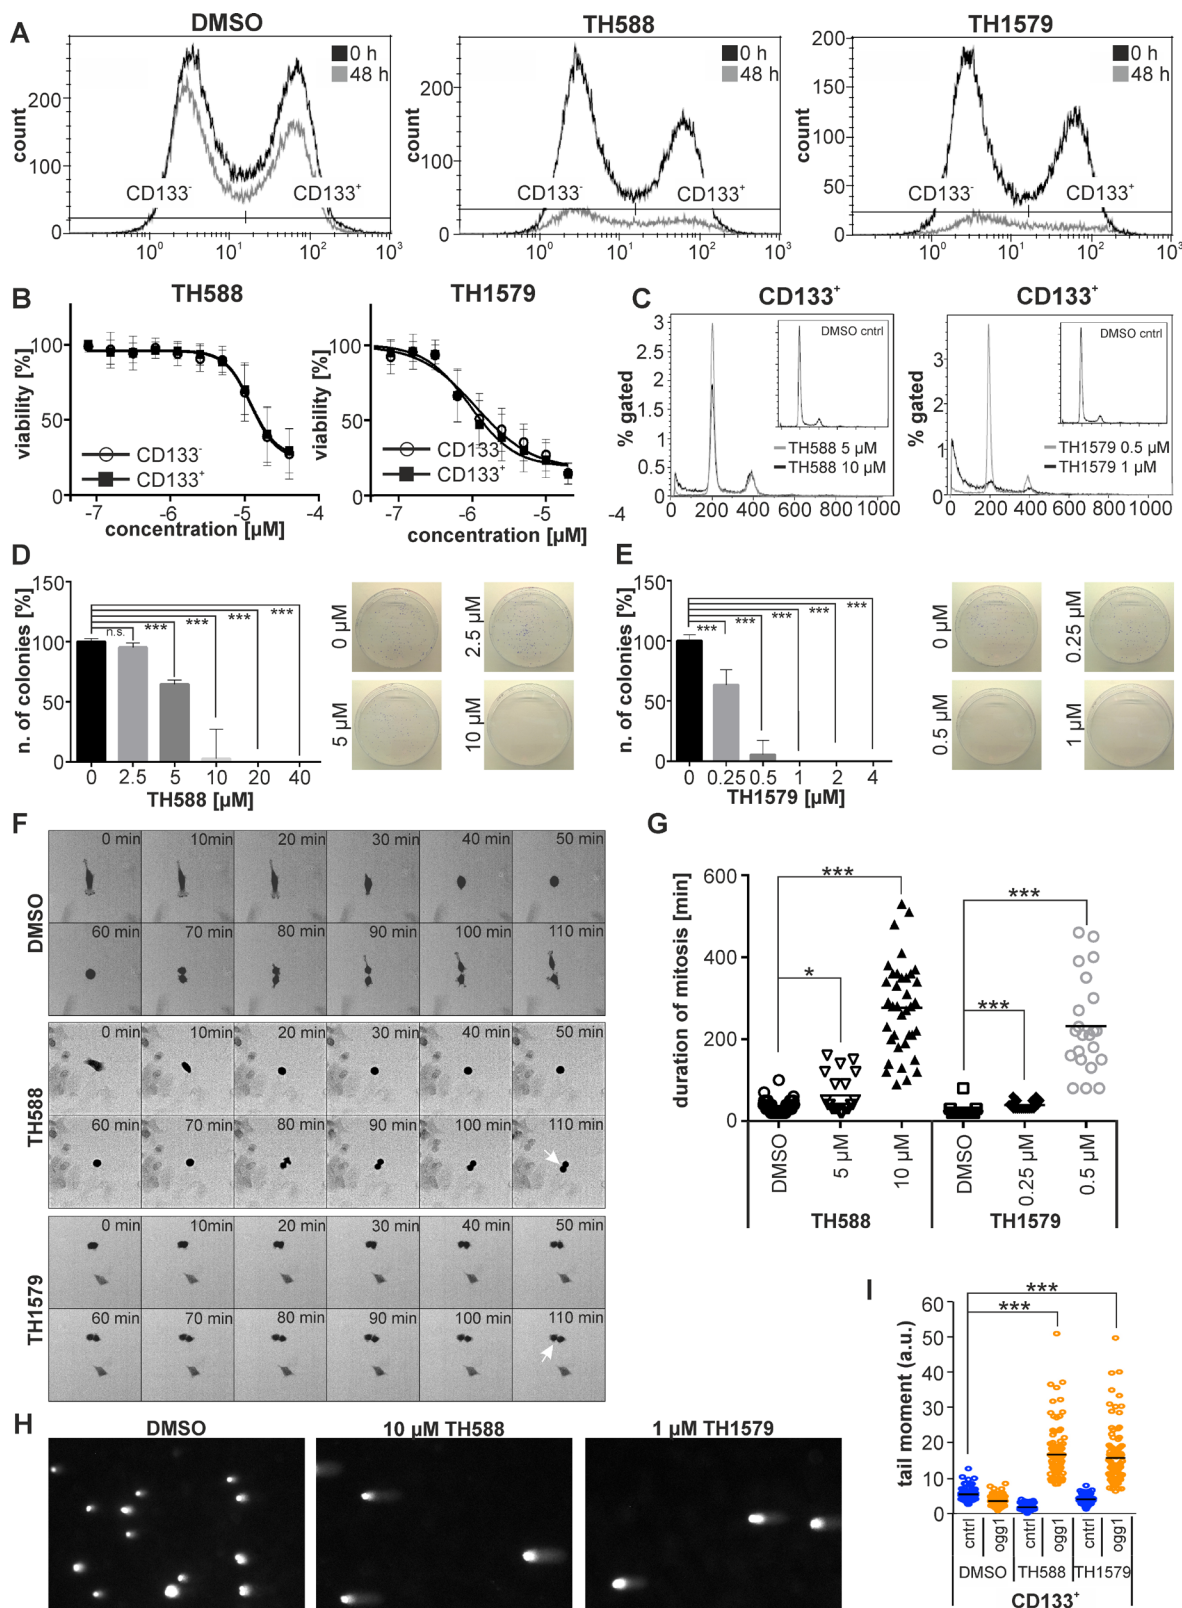 A
DMSO
TH588
TH1579
0 h
48 h
0 h
48 h
0 h
48 h
count
200
100
0
CD133-
CD133+
10⁰ 10¹ 10² 10³
count
400
200
0
CD133-
CD133+
10⁰ 10¹ 10² 10³
count
200
150
100
50
0
CD133-
CD133+
10⁰ 10¹ 10² 10³
B
TH588
TH1579
viability [%]
100
50
0
CD133-
CD133+
-7 -6 -5 -4
concentration [µM]
viability [%]
100
50
0
CD133-
CD133+
-7 -6 -5 -4
concentration [µM]
C
CD133+
CD133+
% gated
3
2.5
2
1.5
1
0.5
0
DMSO cntrl
TH588 5 µM
TH588 10 µM
0 200 400 600 800 1000
% gated
3
2
1
0
DMSO cntrl
TH1579 0.5 µM
TH1579 1 µM
0 200 400 600 800 1000
D
n. of colonies [%]
150
100
50
0
n.s. *** *** *** ***
0 2.5 5 10 20 40
TH588 [µM]
0 µM
2.5 µM
5 µM
10 µM
E
n. of colonies [%]
150
100
50
0
*** *** *** *** ***
0 0.25 0.5 1 2 4
TH1579 [µM]
0 µM
0.25 µM
0.5 µM
1 µM
F
DMSO
0 min 10min 20 min 30 min 40 min 50 min
60 min 70 min 80 min 90 min 100 min 110 min
TH588
0 min 10min 20 min 30 min 40 min 50 min
60 min 70 min 80 min 90 min 100 min 110 min
TH1579
0 min 10min 20 min 30 min 40 min 50 min
60 min 70 min 80 min 90 min 100 min 110 min
G
duration of mitosis [min]
600
400
200
0
***
*
***
***
DMSO 5 µM 10 µM DMSO 0.25 µM 0.5 µM
TH588 TH1579
H
DMSO
10 µM TH588
1 µM TH1579
I
tail moment (a.u.)
60
50
40
30
20
10
0
***
***
cntrl ogg1 cntrl ogg1 cntrl ogg1
DMSO TH588 TH1579
CD133+